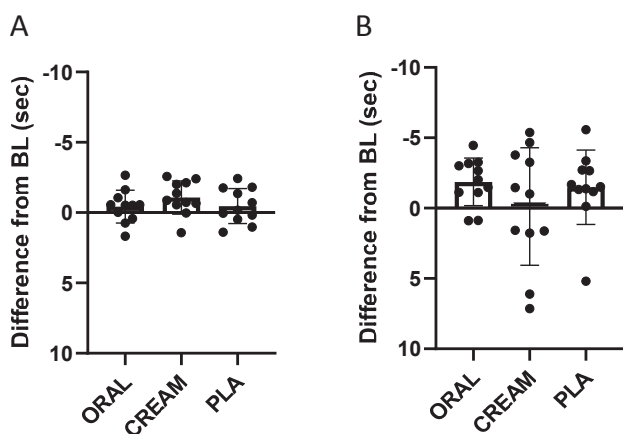 A
Difference from BL (sec)
-10
-5
0
5
10
ORAL
CREAM
PLA
B
Difference from BL (sec)
-10
-5
0
5
10
ORAL
CREAM
PLA